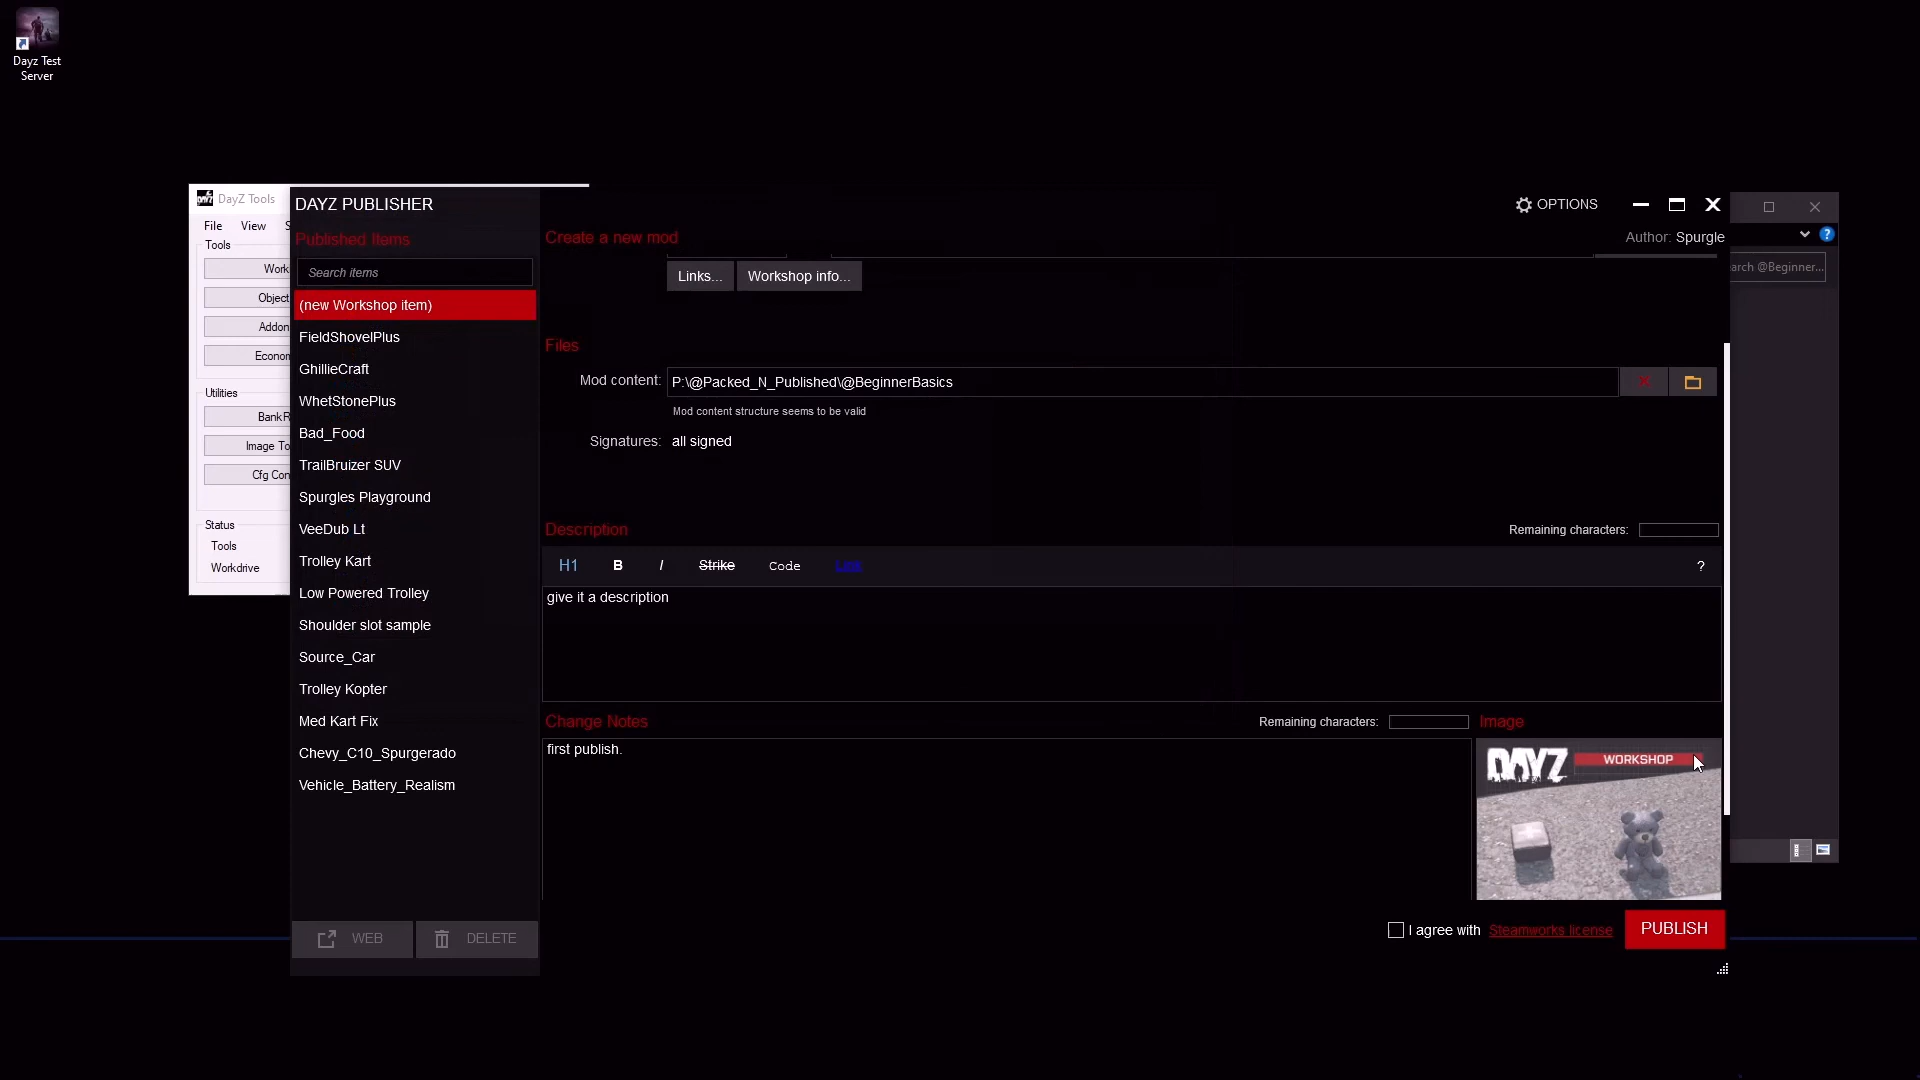 Dayz Test
Server
DayZ Tools
File View
Tools
Work
Object
Addon
Econom
Utilities
BankR
Image To
Cfg Con
Status
Tools
Workdrive
DAYZ PUBLISHER
Published Items
Search items
(new Workshop item)
FieldShovelPlus
GhillieCraft
WhetStonePlus
Bad_Food
TrailBruizer SUV
Spurgles Playground
VeeDub Lt
Trolley Kart
Low Powered Trolley
Shoulder slot sample
Source_Car
Trolley Kopter
Med Kart Fix
Chevy_C10_Spurgerado
Vehicle_Battery_Realism
WEB DELETE
OPTIONS
Create a new mod Author: Spurgle
Links... Workshop info...
Files
Mod content: P:\@Packed_N_Published\@BeginnerBasics
Mod content structure seems to be valid
Signatures: all signed
Description Remaining characters:
H1 B I Strike Code Link ?
give it a description
Change Notes Remaining characters: Image
first publish.
DAYZ WORKSHOP
I agree with Steamworks license PUBLISH
arch @Beginner...